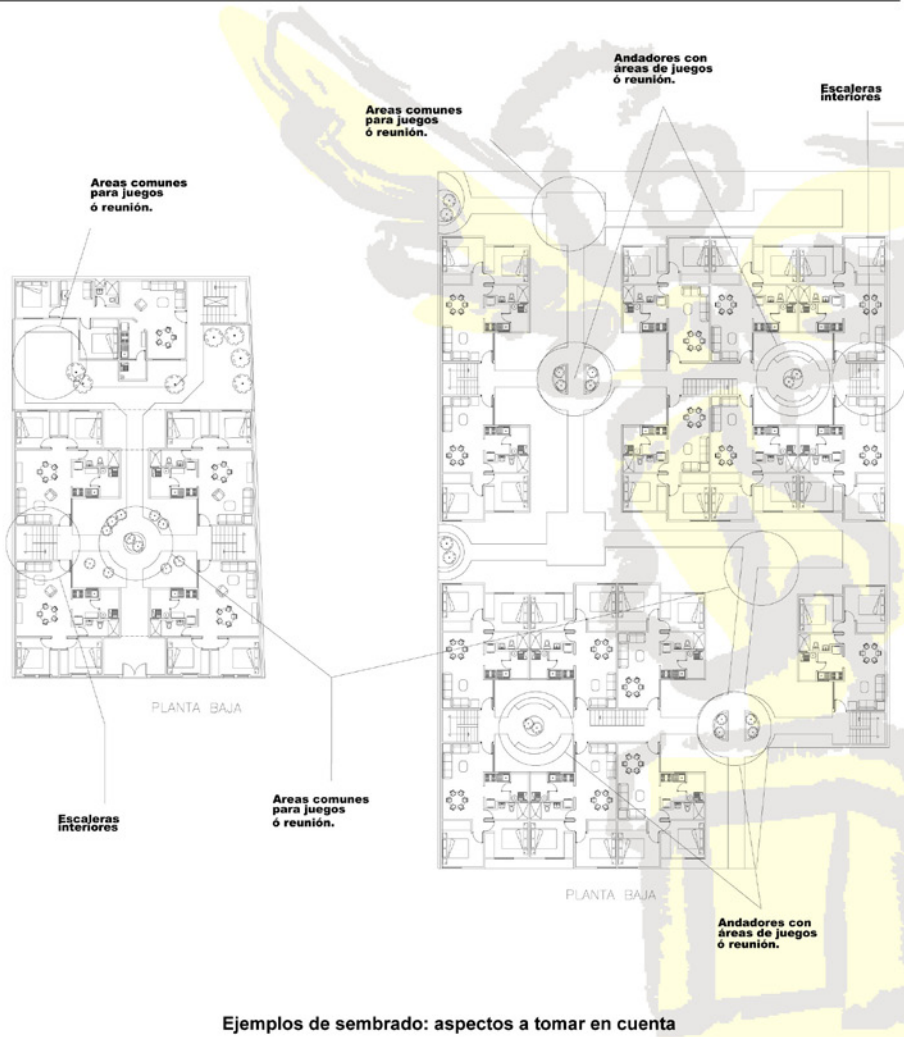 Andadores con
áreas de juegos
ó reunión.
Escaleras
interiores
Areas comunes
para juegos
ó reunión.
Areas comunes
para juegos
ó reunión.
PLANTA BAJA
Escaleras
interiores
Areas comunes
para juegos
ó reunión.
PLANTA BAJA
Andadores con
áreas de juegos
ó reunión.
Ejemplos de sembrado: aspectos a tomar en cuenta